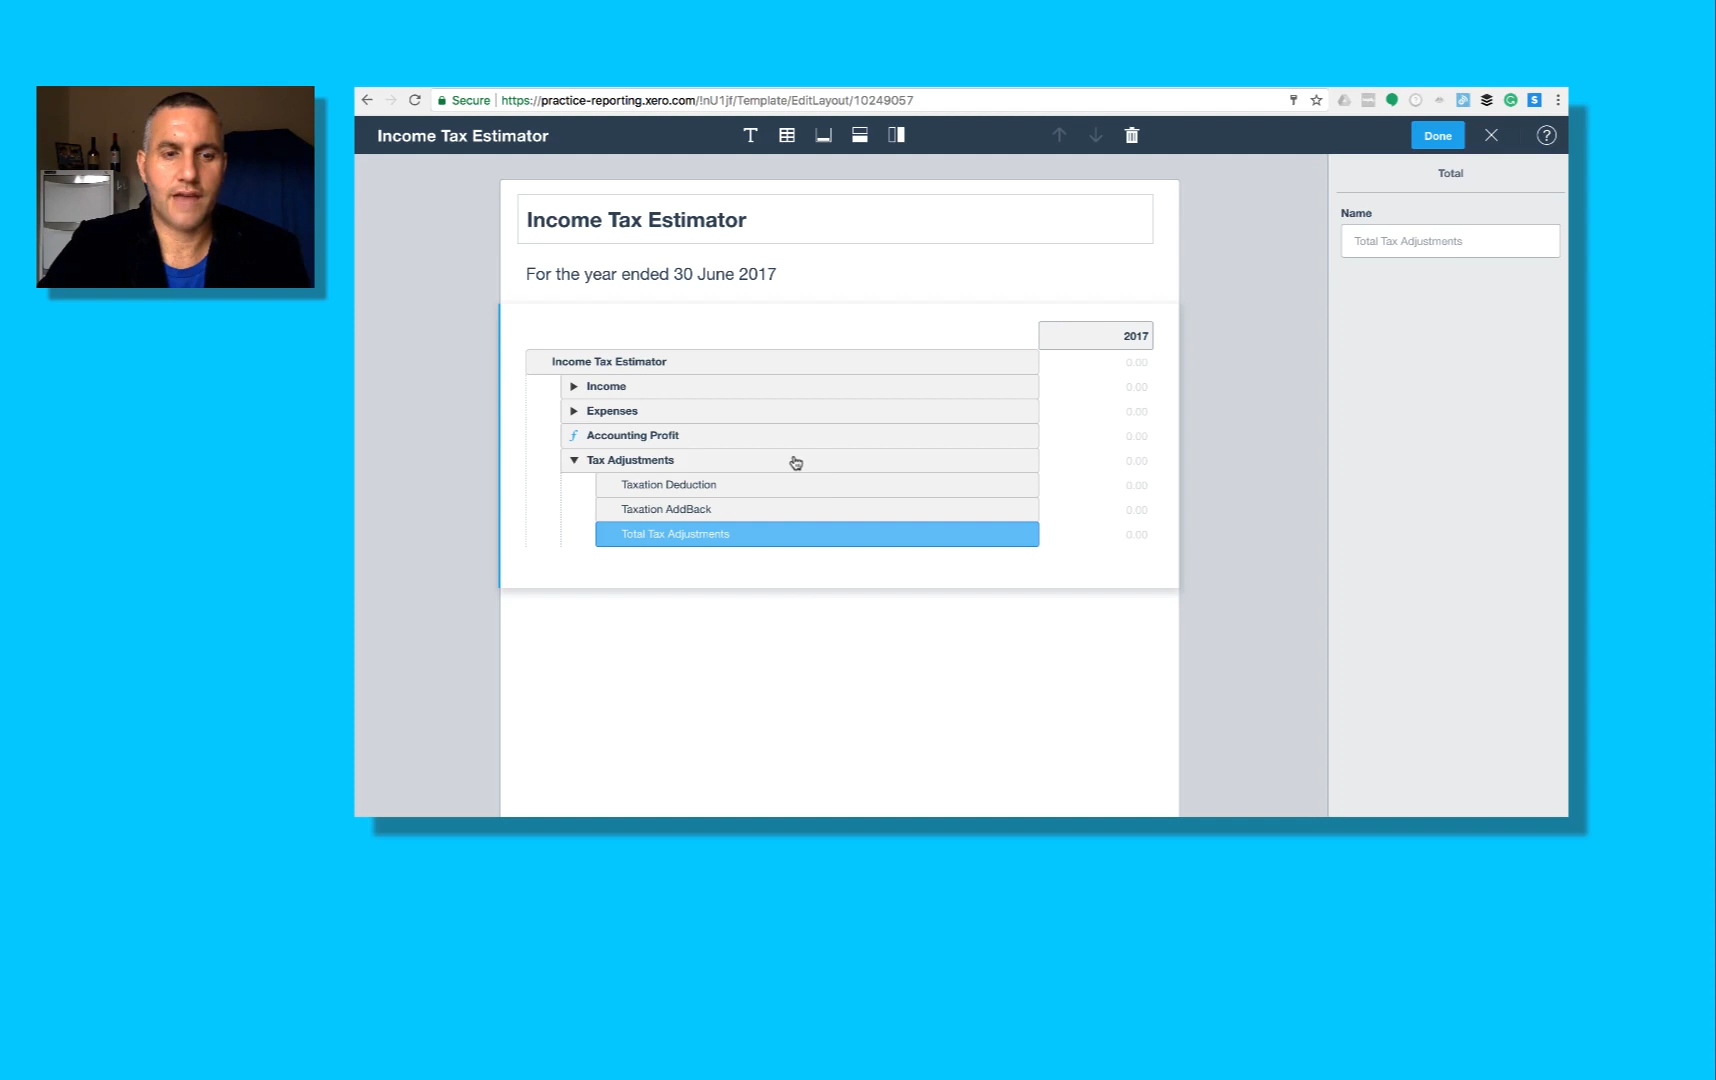 Secure | https://practice-reporting.xero.com/!nU1jf/Template/EditLayout/10249057
Income Tax Estimator
Done
Total
Name
Total Tax Adjustments
Income Tax Estimator
For the year ended 30 June 2017
2017
Income Tax Estimator 0.00
Income 0.00
Expenses 0.00
Accounting Profit 0.00
Tax Adjustments 0.00
Taxation Deduction 0.00
Taxation AddBack 0.00
Total Tax Adjustments 0.00